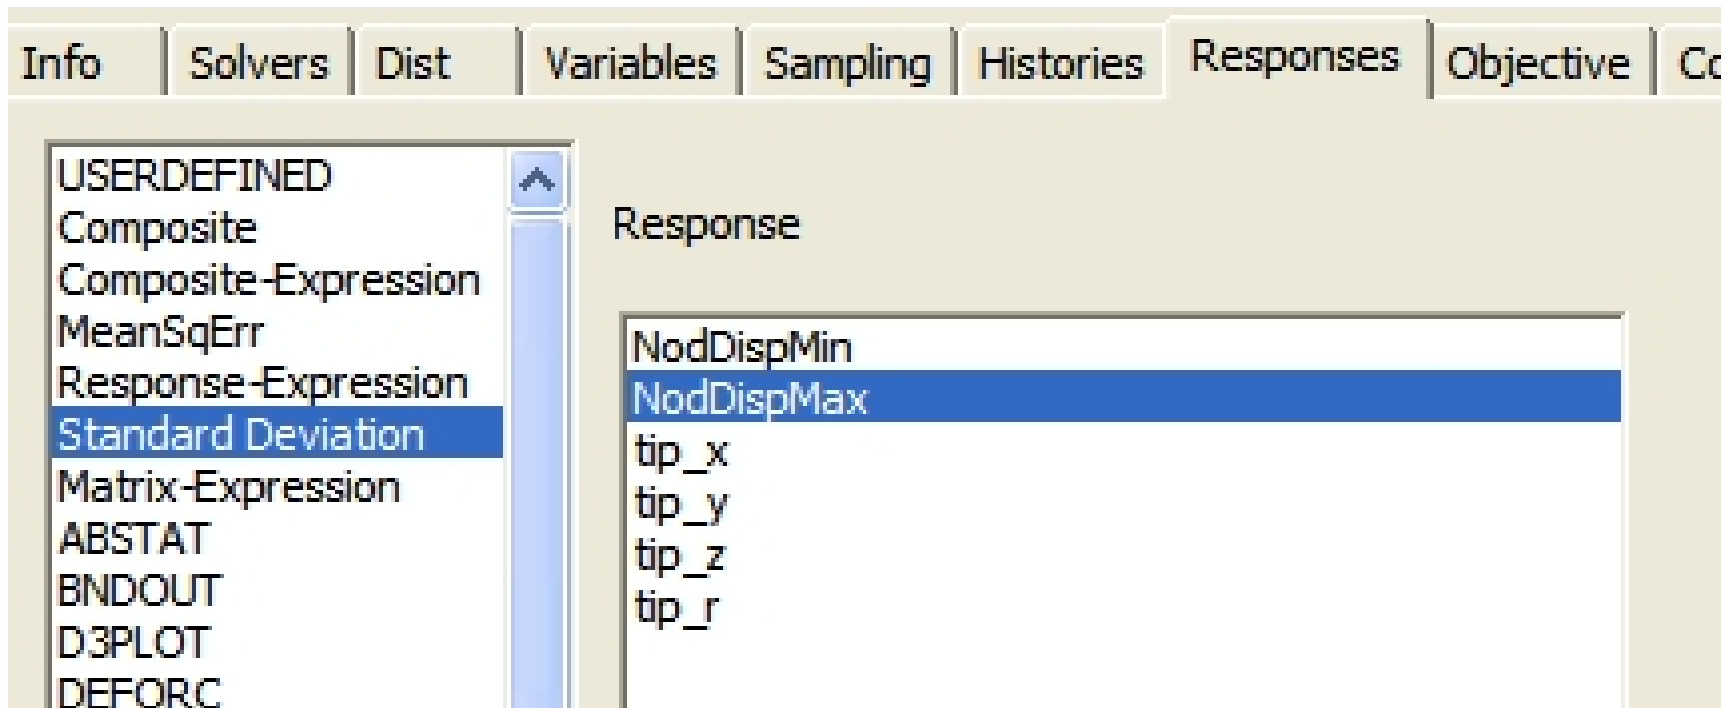 Info Solvers Dist Variables Sampling Histories Responses Objective Co
USERDEFINED
Composite
Composite-Expression
MeanSqErr
Response-Expression
Standard Deviation
Matrix-Expression
ABSTAT
BNDOUT
D3PLOT
DEFORC
Response
NodDispMin
NodDispMax
tip_x
tip_y
tip_z
tip_r